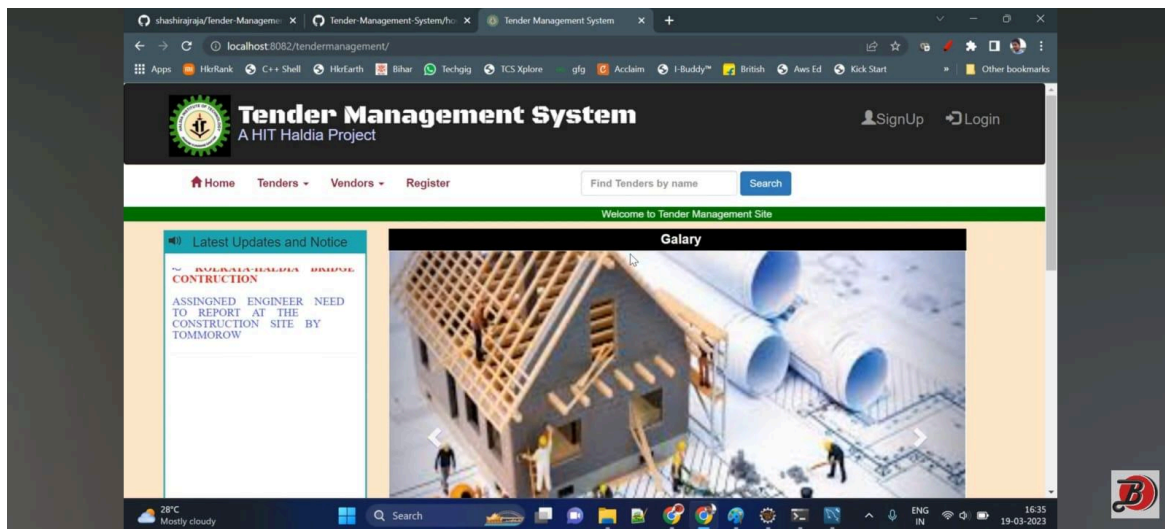 shashirajraja/Tender-Manageme
Tender-Management-System/ho
Tender Management System
localhost:8082/tendermanagement/
Apps
HkrRank
C++ Shell
HkrEarth
Bihar
Techgig
TCS Xplore
gfg
Acclaim
I-Buddy™
British
Aws Ed
Kick Start
»
Other bookmarks
Tender Management System
A HIT Haldia Project
SignUp
Login
Home
Tenders
Vendors
Register
Find Tenders by name
Search
Welcome to Tender Management Site
Latest Updates and Notice
KOLKATA-HALDIA BRIDGE
CONTRUCTION
ASSINGNED ENGINEER NEED
TO REPORT AT THE
CONSTRUCTION SITE BY
TOMMOROW
Galary
28°C
Mostly cloudy
Search
ENG
IN
16:35
19-03-2023
B